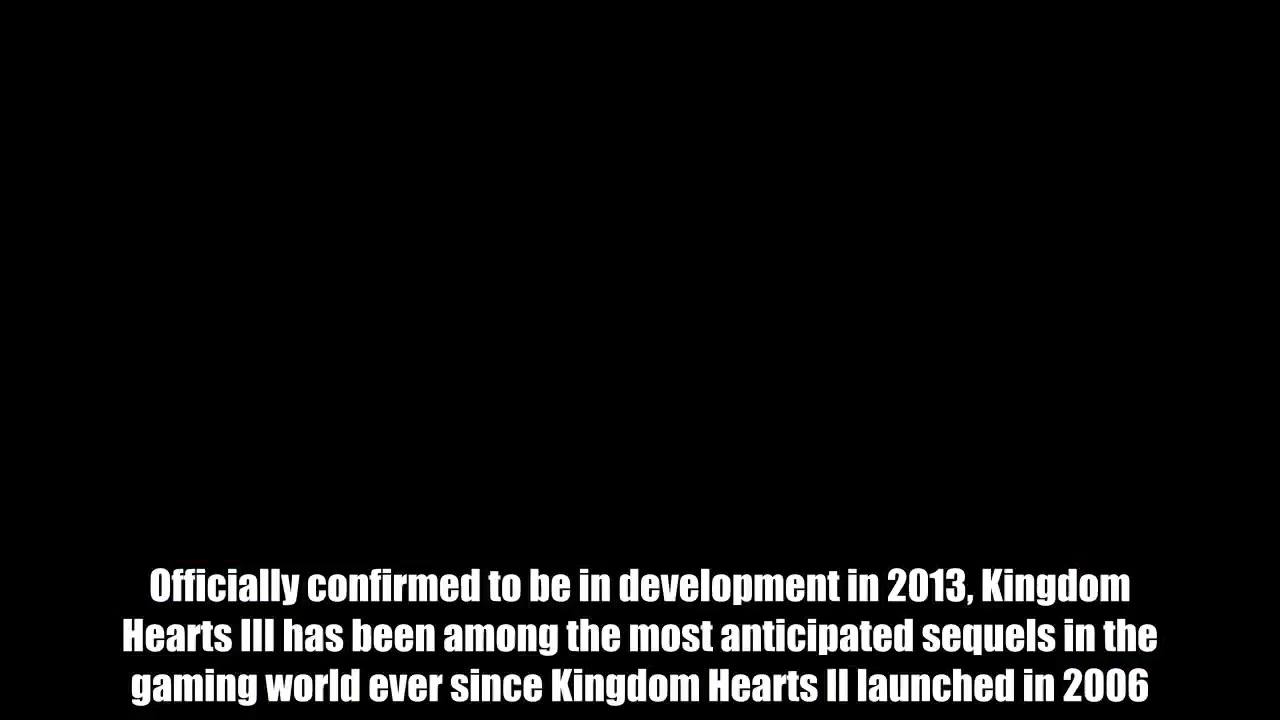 Officially confirmed to be in development in 2013, Kingdom
Hearts III has been among the most anticipated sequels in the
gaming world ever since Kingdom Hearts II launched in 2006